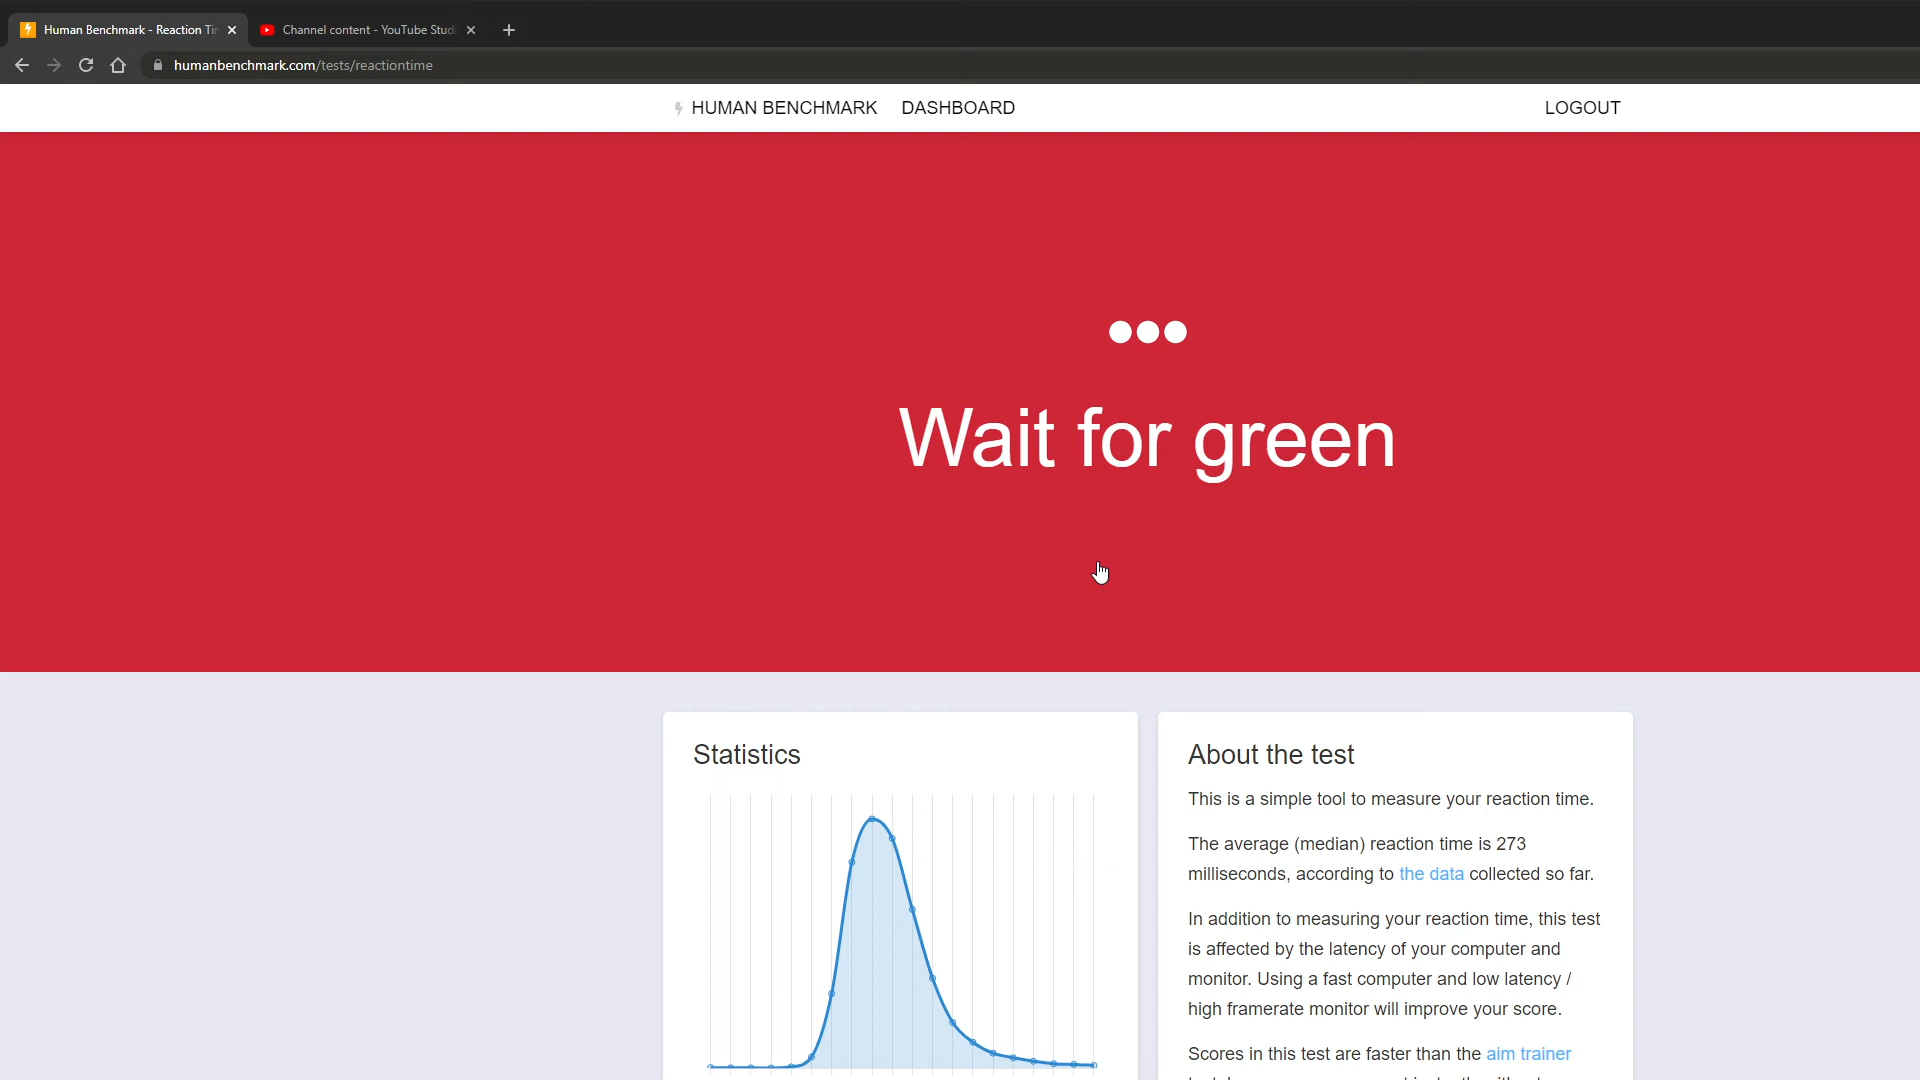 Human Benchmark - Reaction Tir
Channel content - YouTube Studi
humanbenchmark.com/tests/reactiontime
HUMAN BENCHMARK DASHBOARD LOGOUT
Wait for green
Statistics
About the test
This is a simple tool to measure your reaction time.
The average (median) reaction time is 273
milliseconds, according to the data collected so far.
In addition to measuring your reaction time, this test
is affected by the latency of your computer and
monitor. Using a fast computer and low latency /
high framerate monitor will improve your score.
Scores in this test are faster than the aim trainer